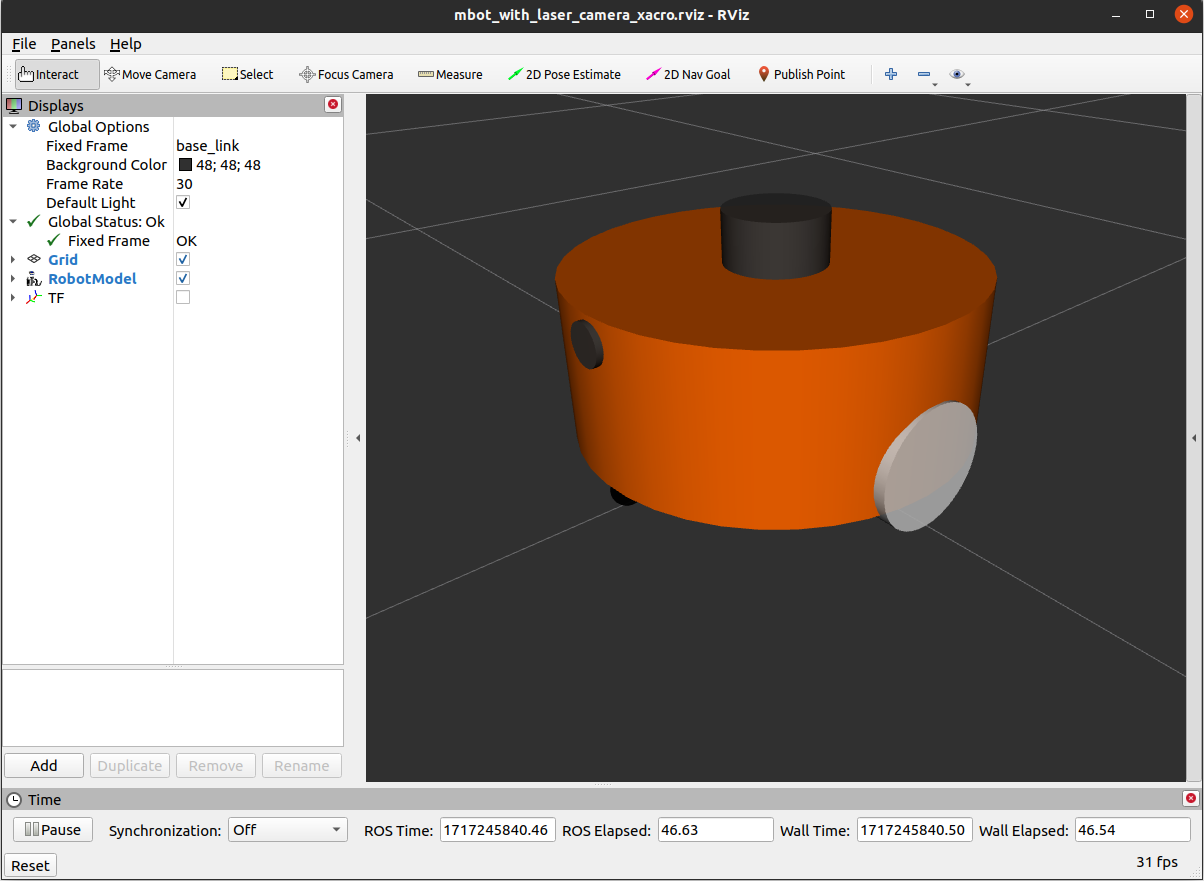 mbot_with_laser_camera_xacro.rviz - RViz
File Panels Help
Interact Move Camera Select Focus Camera Measure 2D Pose Estimate 2D Nav Goal Publish Point
Displays
Global Options
Fixed Frame base_link
Background Color 48; 48; 48
Frame Rate 30
Default Light
Global Status: Ok
Fixed Frame OK
Grid
RobotModel
TF
Add Duplicate Remove Rename
Time
Pause Synchronization: Off ROS Time: 1717245840.46 ROS Elapsed: 46.63 Wall Time: 1717245840.50 Wall Elapsed: 46.54
Reset 31 fps